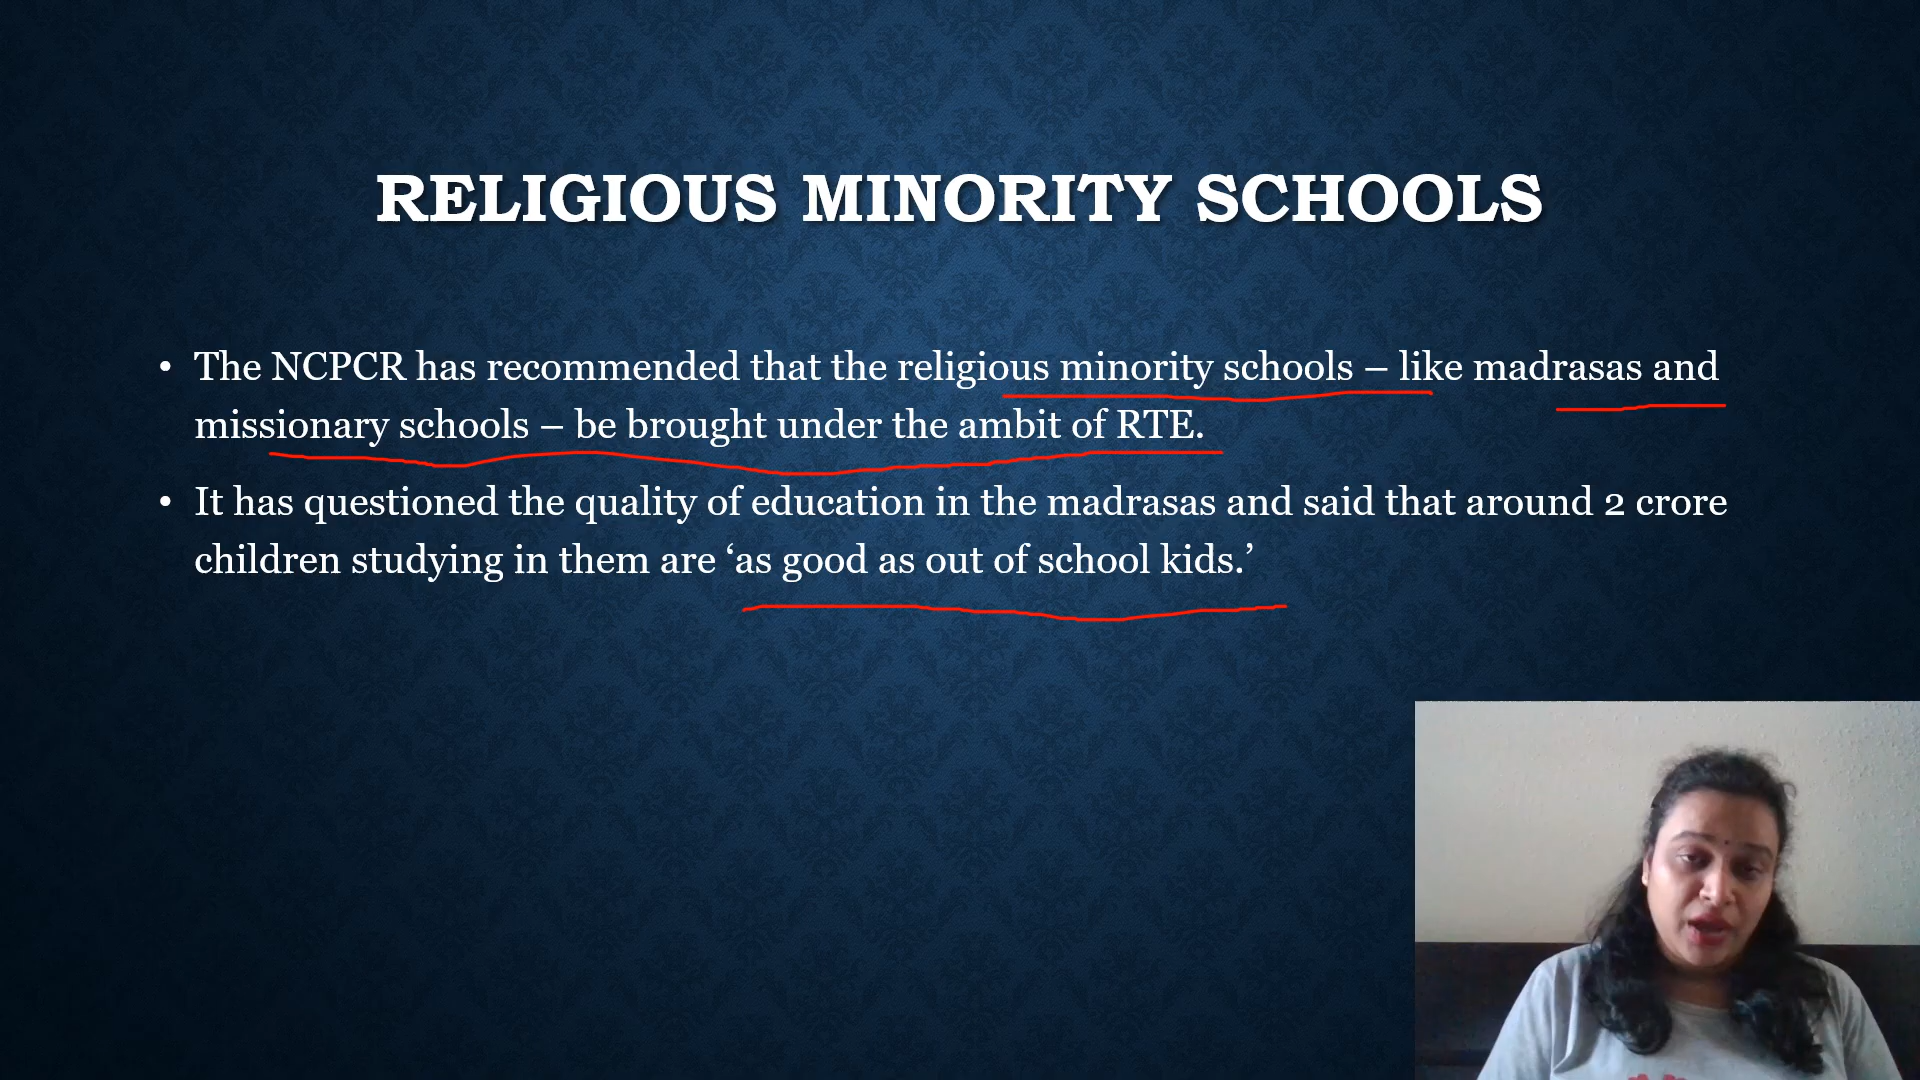 RELIGIOUS MINORITY SCHOOLS
• The NCPCR has recommended that the religious minority schools – like madrasas and
missionary schools – be brought under the ambit of RTE.
• It has questioned the quality of education in the madrasas and said that around 2 crore
children studying in them are ‘as good as out of school kids.’